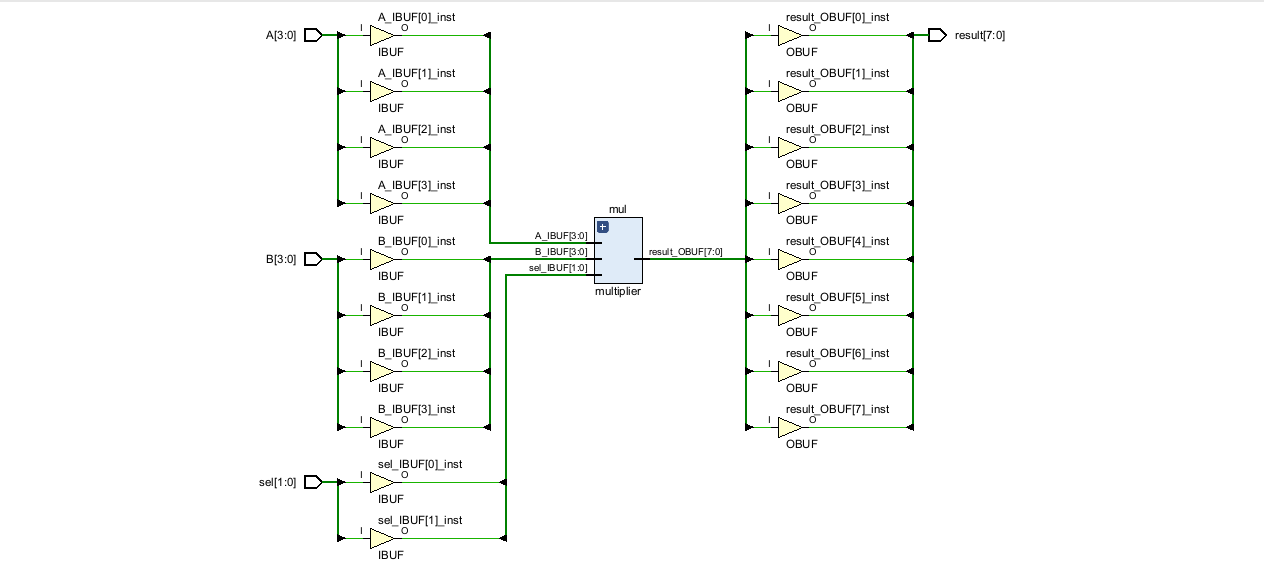 A_IBUF[0]_inst
A[3:0]
I
O
IBUF
A_IBUF[1]_inst
I
O
IBUF
A_IBUF[2]_inst
I
O
IBUF
A_IBUF[3]_inst
I
O
IBUF
B_IBUF[0]_inst
B[3:0]
I
O
IBUF
B_IBUF[1]_inst
I
O
IBUF
B_IBUF[2]_inst
I
O
IBUF
B_IBUF[3]_inst
I
O
IBUF
sel_IBUF[0]_inst
sel[1:0]
I
O
IBUF
sel_IBUF[1]_inst
I
O
IBUF
mul
A_IBUF[3:0]
B_IBUF[3:0]
sel_IBUF[1:0]
result_OBUF[7:0]
multiplier
result_OBUF[0]_inst
I
O
OBUF
result[7:0]
result_OBUF[1]_inst
I
O
OBUF
result_OBUF[2]_inst
I
O
OBUF
result_OBUF[3]_inst
I
O
OBUF
result_OBUF[4]_inst
I
O
OBUF
result_OBUF[5]_inst
I
O
OBUF
result_OBUF[6]_inst
I
O
OBUF
result_OBUF[7]_inst
I
O
OBUF